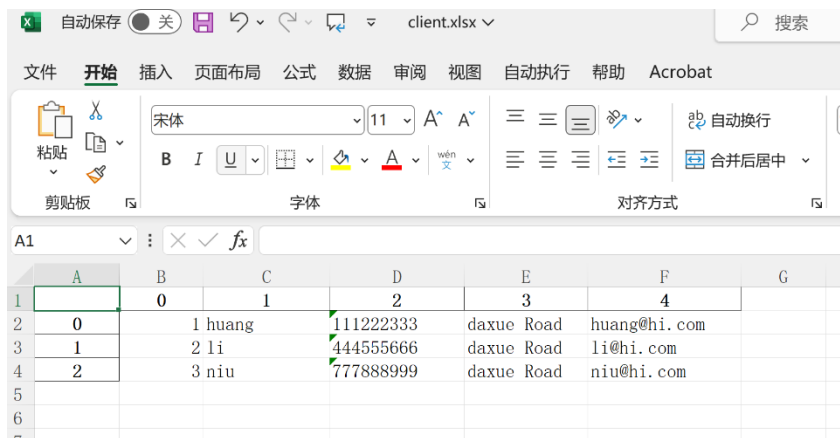 自动保存 关 client.xlsx 搜索
文件 开始 插入 页面布局 公式 数据 审阅 视图 自动执行 帮助 Acrobat
宋体 11 A A ab 自动换行
粘贴 B I U A wén 文 合并后居中
剪贴板 字体 对齐方式
A1 fx
A B C D E F G
1 0 1 2 3 4
2 0 1 huang 111222333 daxue Road huang@hi.com
3 1 2 li 444555666 daxue Road li@hi.com
4 2 3 niu 777888999 daxue Road niu@hi.com
5
6